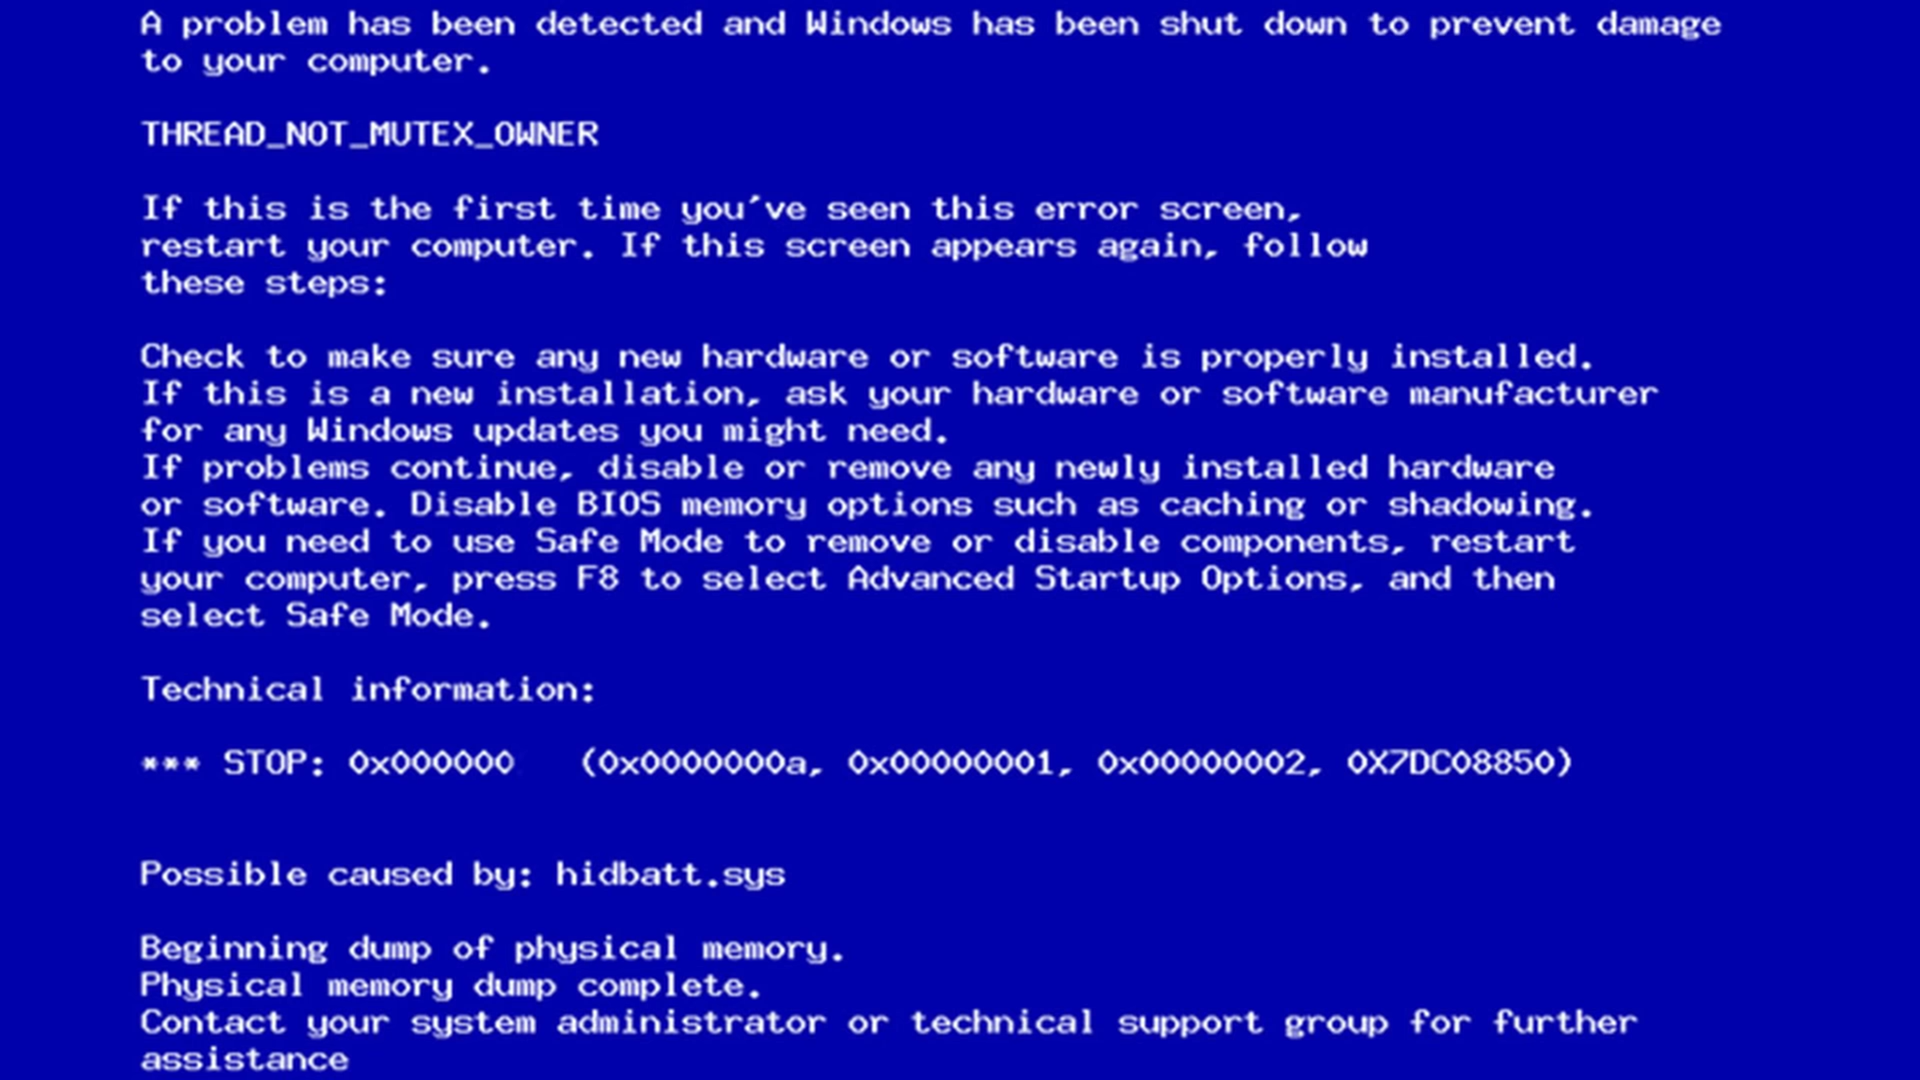 A problem has been detected and Windows has been shut down to prevent damage
to your computer.
THREAD_NOT_MUTEX_OWNER
If this is the first time you've seen this error screen,
restart your computer. If this screen appears again, follow
these steps:
Check to make sure any new hardware or software is properly installed.
If this is a new installation, ask your hardware or software manufacturer
for any Windows updates you might need.
If problems continue, disable or remove any newly installed hardware
or software. Disable BIOS memory options such as caching or shadowing.
If you need to use Safe Mode to remove or disable components, restart
your computer, press F8 to select Advanced Startup Options, and then
select Safe Mode.
Technical information:
*** STOP: 0x000000 (0x0000000a, 0x00000001, 0x00000002, 0X7DC08850)
Possible caused by: hidbatt.sys
Beginning dump of physical memory.
Physical memory dump complete.
Contact your system administrator or technical support group for further
assistance